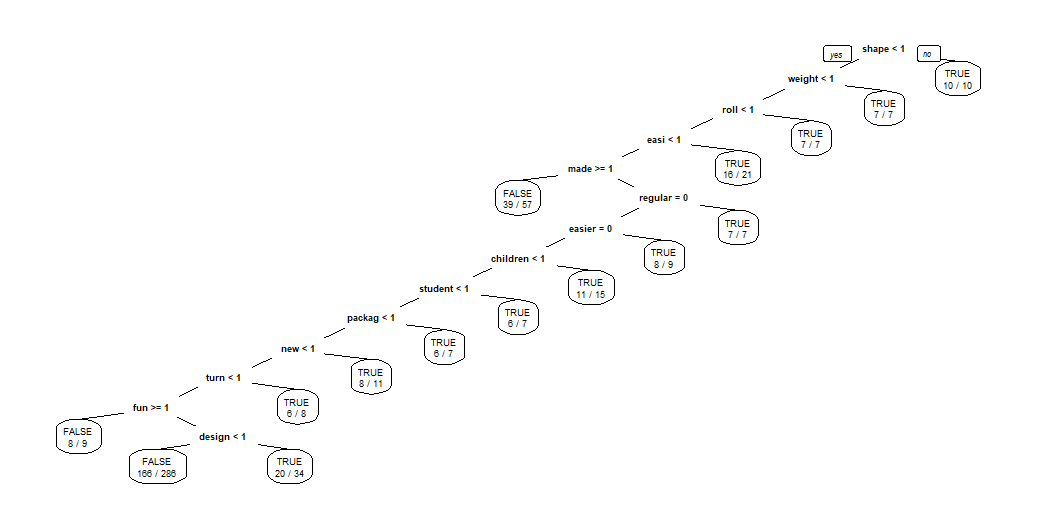 shape < 1
yes
no
TRUE
10 / 10
weight < 1
TRUE
7 / 7
roll < 1
TRUE
7 / 7
easi < 1
TRUE
16 / 21
made >= 1
FALSE
39 / 57
regular = 0
TRUE
7 / 7
easier = 0
TRUE
8 / 9
children < 1
TRUE
11 / 15
student < 1
TRUE
6 / 7
packag < 1
TRUE
6 / 7
new < 1
TRUE
8 / 11
turn < 1
TRUE
6 / 8
fun >= 1
FALSE
8 / 9
design < 1
FALSE
166 / 286
TRUE
20 / 34